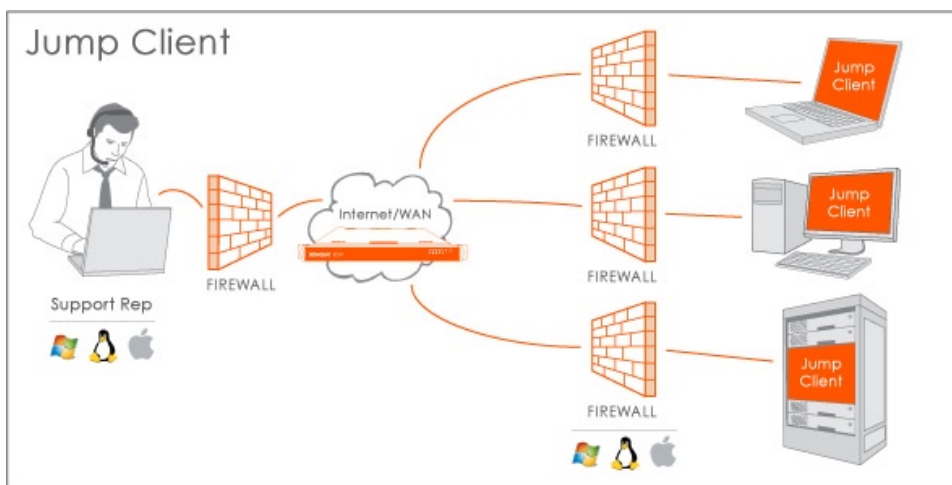 Jump Client
FIREWALL
Jump
Client
Internet/WAN
FIREWALL
Support Rep
FIREWALL
Jump
Client
FIREWALL
Jump
Client